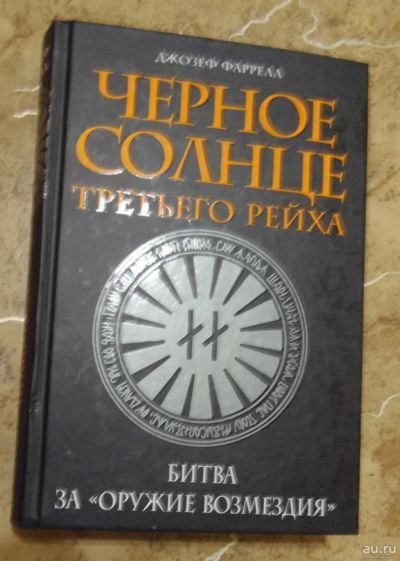 ДЖОЗЕФ ФАРРЕЛЛ
ЧЕРНОЕ
СОЛНЦЕ
ТРЕТЬЕГО РЕЙХА
БИТВА
ЗА «ОРУЖИЕ ВОЗМЕЗДИЯ»
au.ru